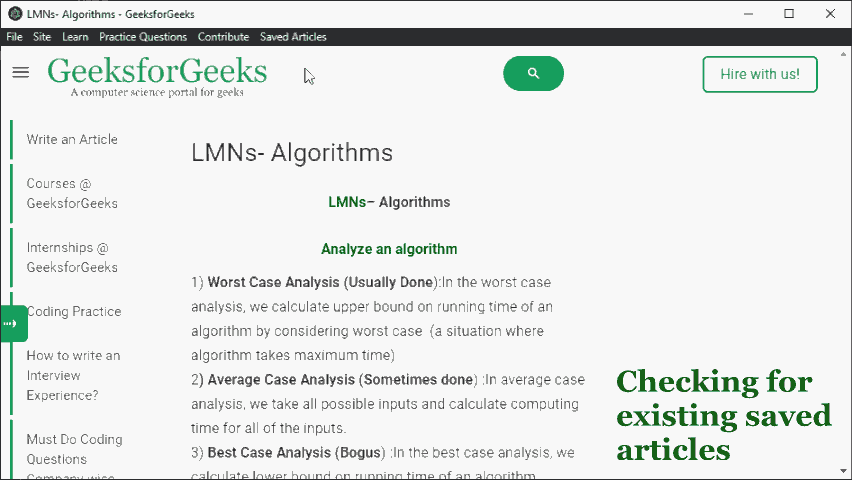 LMNs- Algorithms - GeeksforGeeks
File Site Learn Practice Questions Contribute Saved Articles
GeeksforGeeks
A computer science portal for geeks
Hire with us!
Write an Article
Courses @
GeeksforGeeks
Internships @
GeeksforGeeks
Coding Practice
How to write an
Interview
Experience?
Must Do Coding
Questions
Company-wise
LMNs- Algorithms
LMNs– Algorithms
Analyze an algorithm
1) Worst Case Analysis (Usually Done):In the worst case
analysis, we calculate upper bound on running time of an
algorithm by considering worst case (a situation where
algorithm takes maximum time)
2) Average Case Analysis (Sometimes done) :In average case
analysis, we take all possible inputs and calculate computing
time for all of the inputs.
3) Best Case Analysis (Bogus) :In the best case analysis, we
calculate lower bound on running time of an algorithm.
Checking for
existing saved
articles